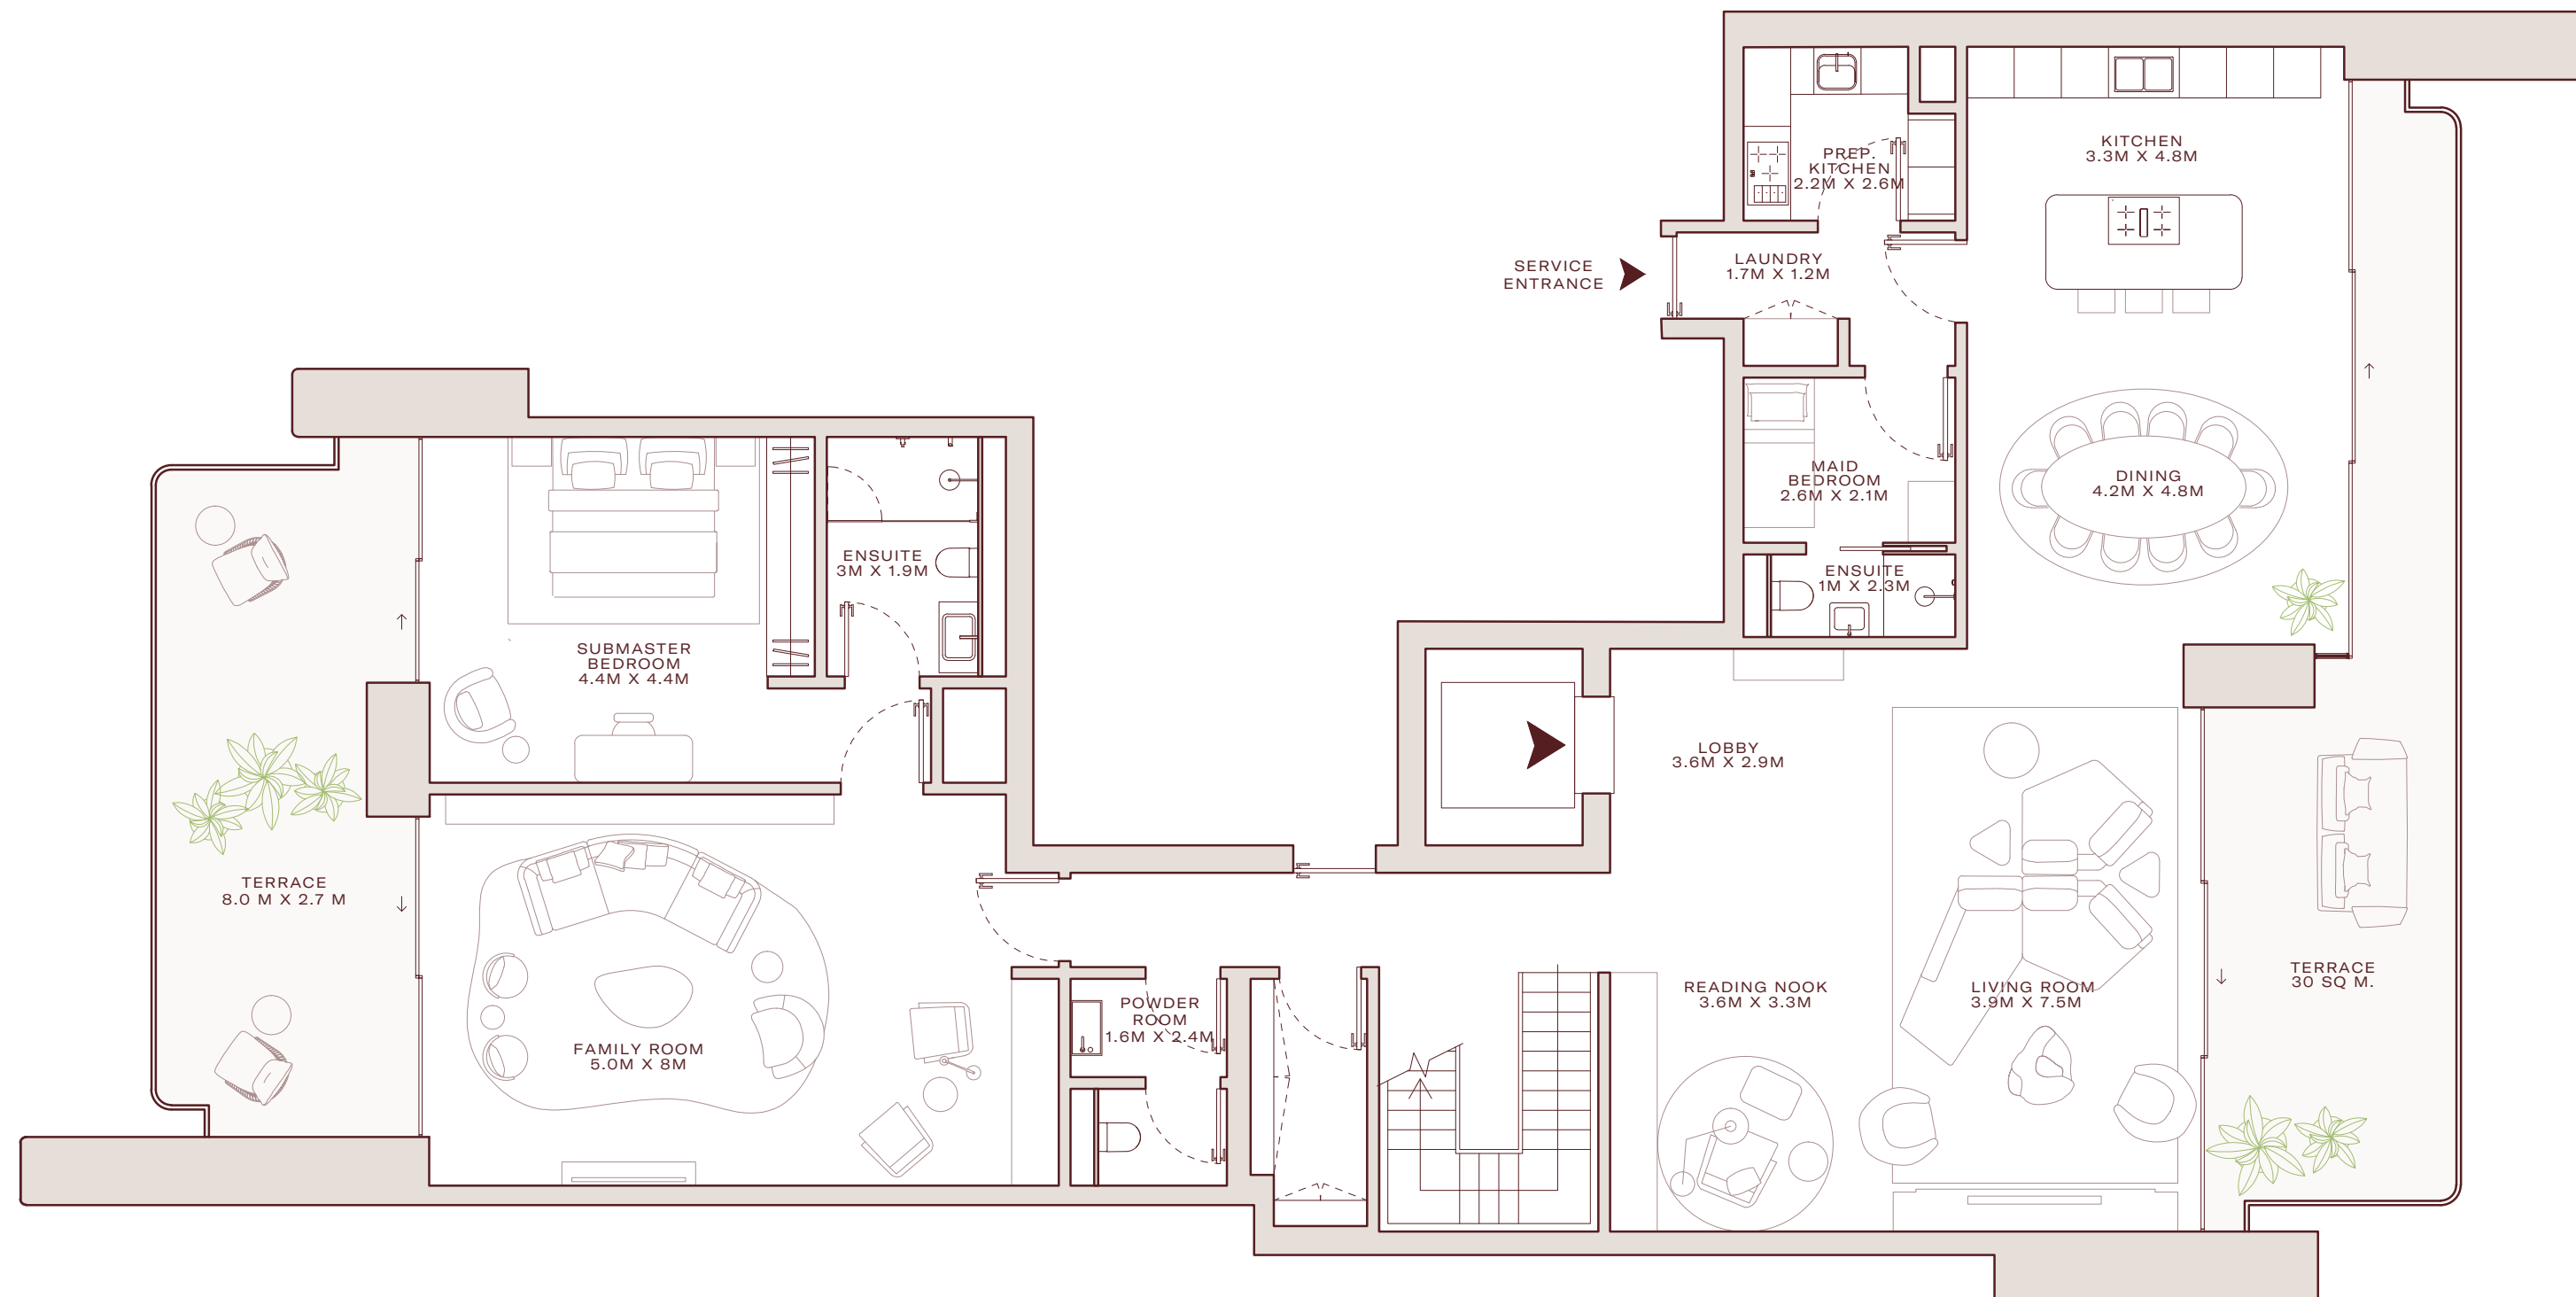 KITCHEN
3.3M X 4.8M
PREP.
KITCHEN
2.2M X 2.6M
SERVICE
ENTRANCE
LAUNDRY
1.7M X 1.2M
MAID
BEDROOM
2.6M X 2.1M
DINING
4.2M X 4.8M
ENSUITE
3M X 1.9M
ENSUITE
1M X 2.3M
SUBMASTER
BEDROOM
4.4M X 4.4M
LOBBY
3.6M X 2.9M
TERRACE
8.0 M X 2.7 M
FAMILY ROOM
5.0M X 8M
POWDER
ROOM
1.6M X 2.4M
READING NOOK
3.6M X 3.3M
LIVING ROOM
3.9M X 7.5M
TERRACE
30 SQ M.